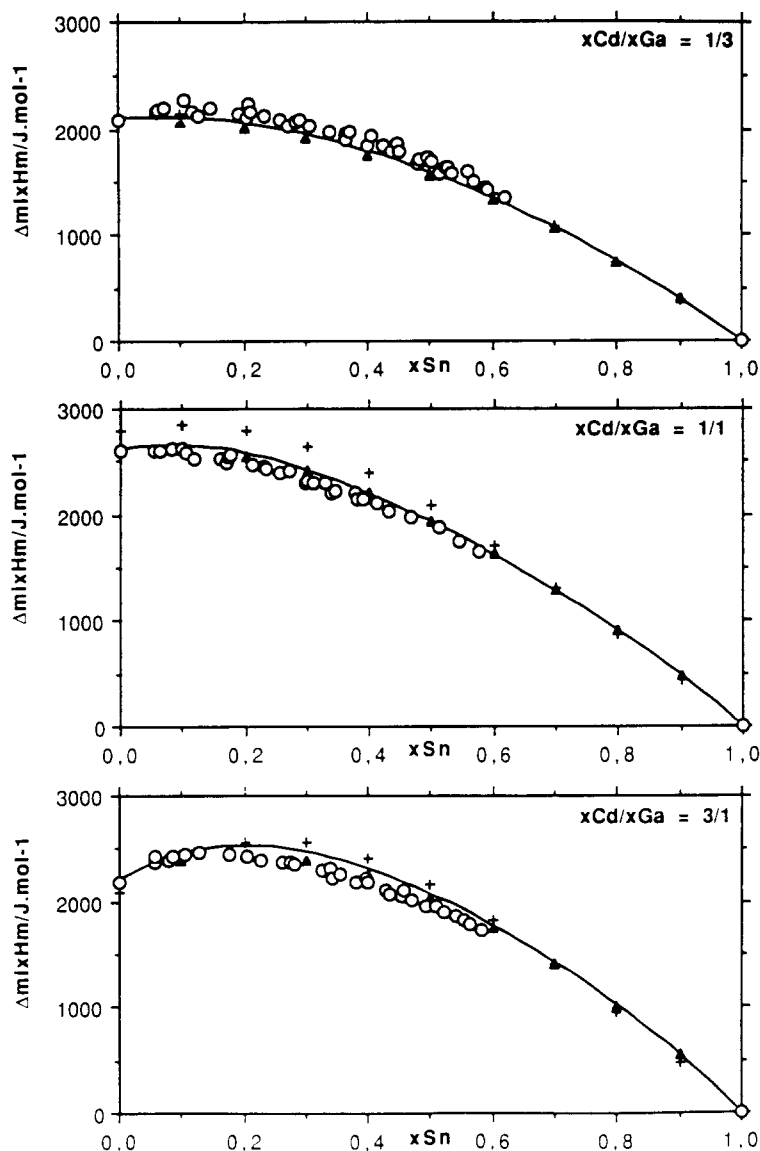 3000
xCd/xGa = 1/3
2000
ΔmixHm/J.mol-1
1000
0
0,0 0,2 0,4 xSn 0,6 0,8 1,0
3000
xCd/xGa = 1/1
2000
ΔmixHm/J.mol-1
1000
0
0,0 0,2 0,4 xSn 0,6 0,8 1,0
3000
xCd/xGa = 3/1
2000
ΔmixHm/J.mol-1
1000
0
0,0 0,2 0,4 xSn 0,6 0,8 1,0